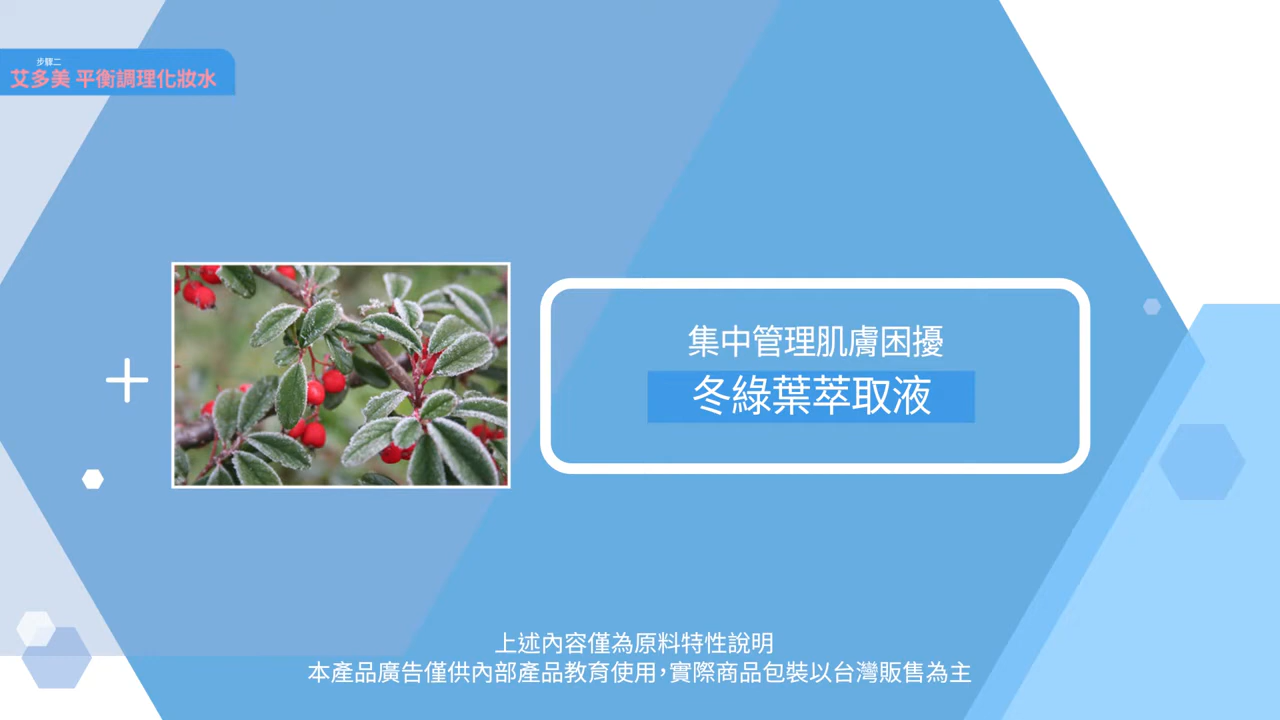 步驟二
艾多美 平衡調理化妝水
集中管理肌膚困擾
冬綠葉萃取液
上述內容僅為原料特性說明
本產品廣告僅供內部產品教育使用，實際商品包裝以台灣販售為主